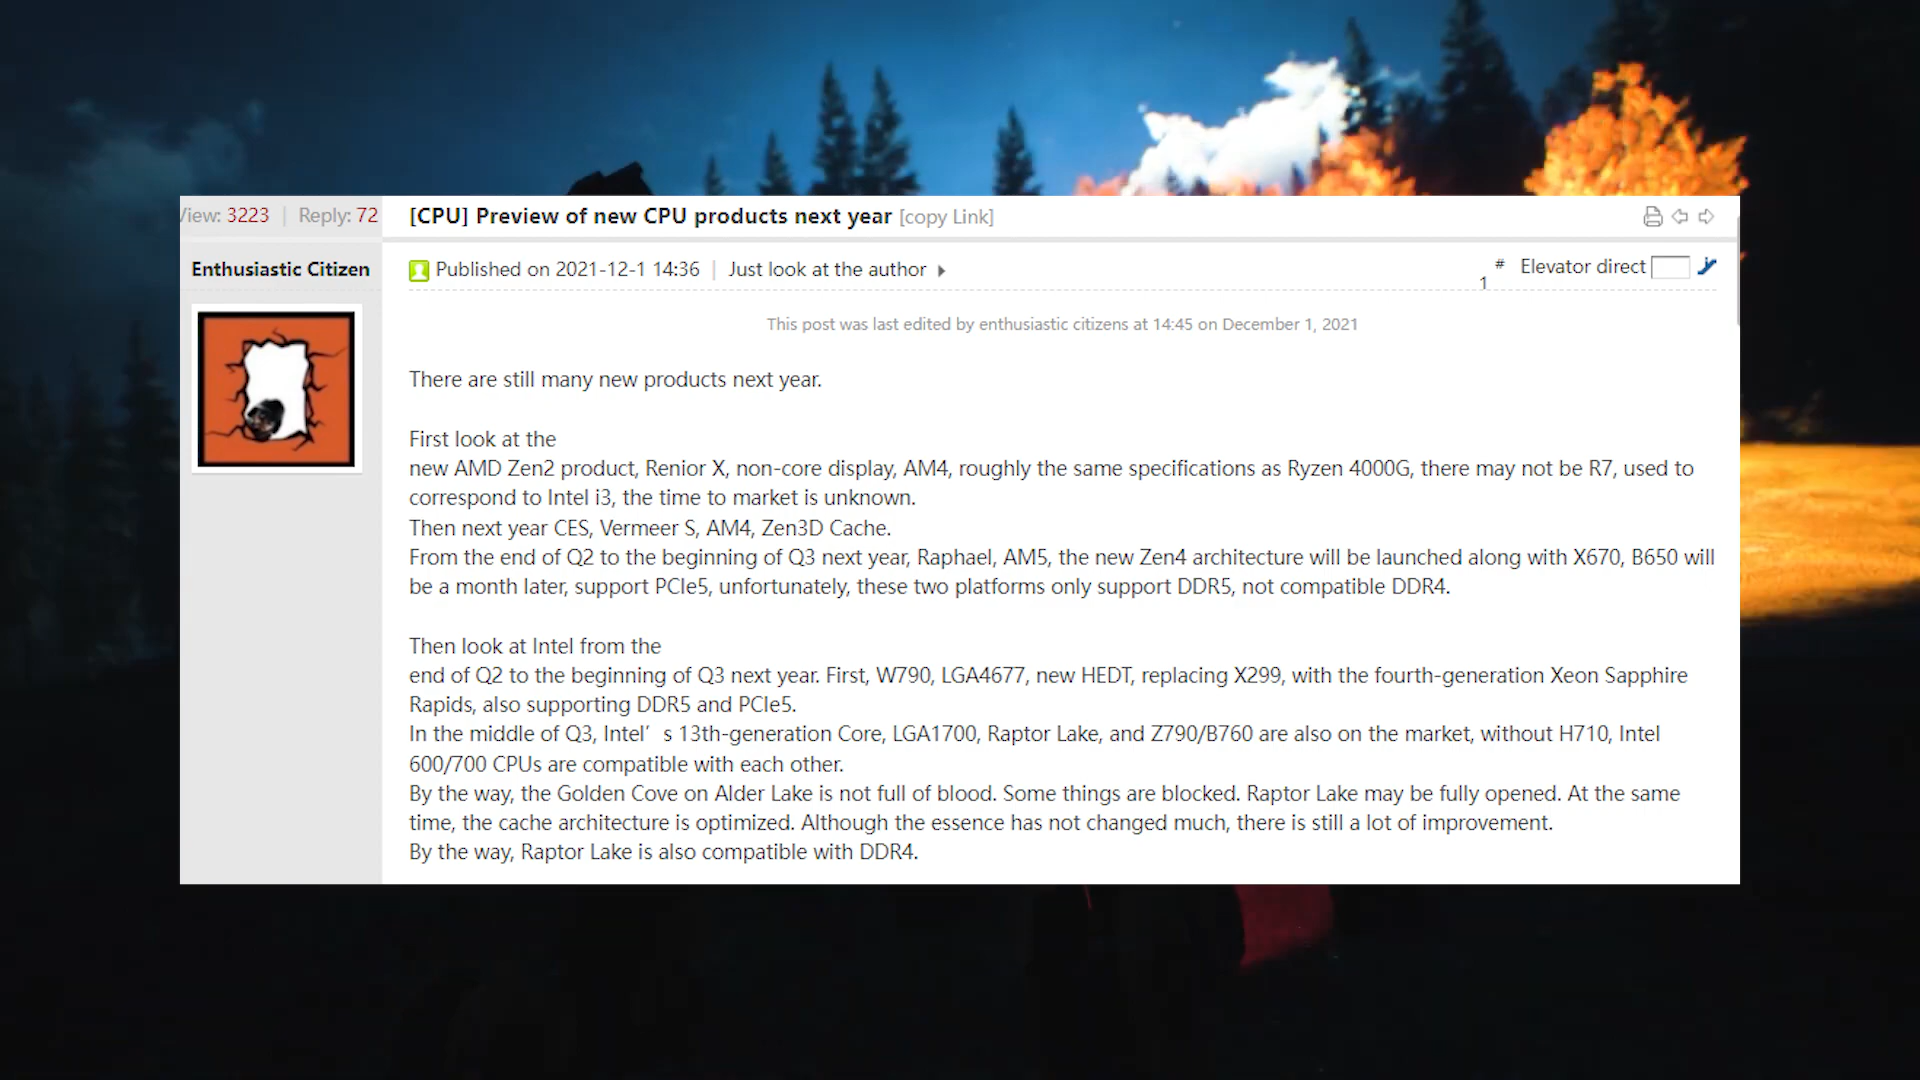 View: 3223 | Reply: 72
[CPU] Preview of new CPU products next year [copy Link]
Enthusiastic Citizen
Published on 2021-12-1 14:36 | Just look at the author
1#
Elevator direct
This post was last edited by enthusiastic citizens at 14:45 on December 1, 2021
There are still many new products next year.
First look at the
new AMD Zen2 product, Renior X, non-core display, AM4, roughly the same specifications as Ryzen 4000G, there may not be R7, used to
correspond to Intel i3, the time to market is unknown.
Then next year CES, Vermeer S, AM4, Zen3D Cache.
From the end of Q2 to the beginning of Q3 next year, Raphael, AM5, the new Zen4 architecture will be launched along with X670, B650 will
be a month later, support PCIe5, unfortunately, these two platforms only support DDR5, not compatible DDR4.
Then look at Intel from the
end of Q2 to the beginning of Q3 next year. First, W790, LGA4677, new HEDT, replacing X299, with the fourth-generation Xeon Sapphire
Rapids, also supporting DDR5 and PCIe5.
In the middle of Q3, Intel’ s 13th-generation Core, LGA1700, Raptor Lake, and Z790/B760 are also on the market, without H710, Intel
600/700 CPUs are compatible with each other.
By the way, the Golden Cove on Alder Lake is not full of blood. Some things are blocked. Raptor Lake may be fully opened. At the same
time, the cache architecture is optimized. Although the essence has not changed much, there is still a lot of improvement.
By the way, Raptor Lake is also compatible with DDR4.